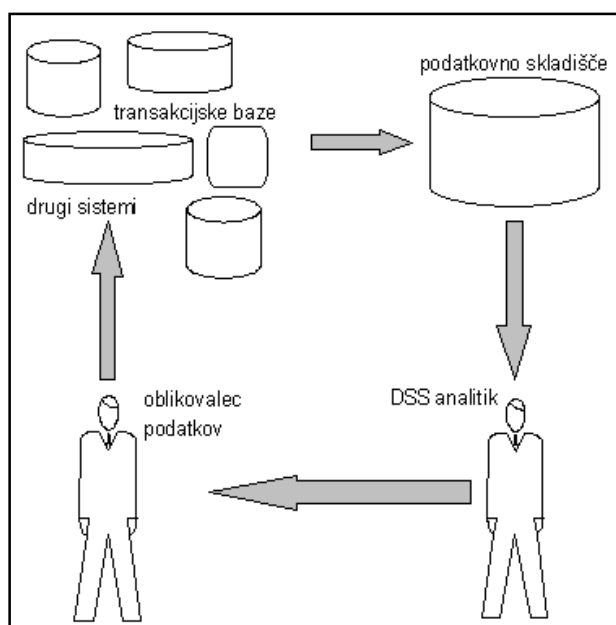 podatkovno skladišče
transakcijske baze
drugi sistemi
oblikovalec
podatkov
DSS analitik